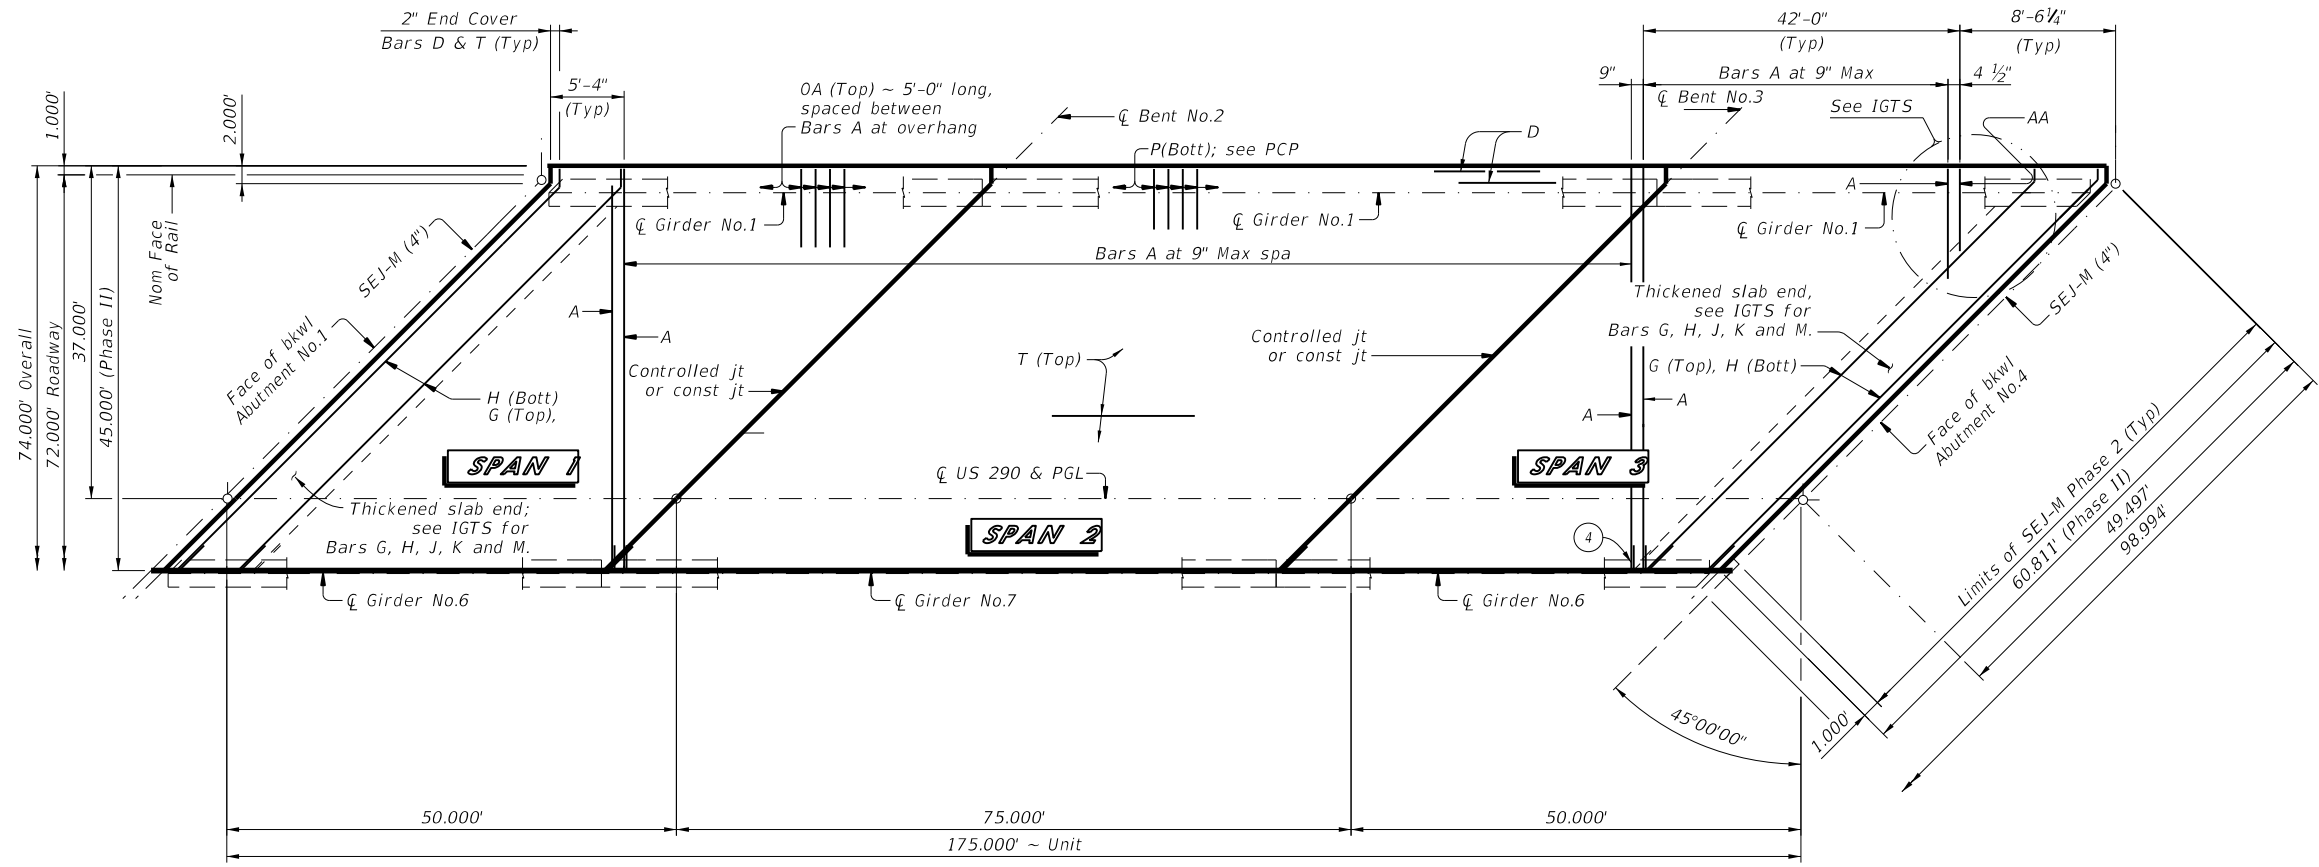 2" End Cover
Bars D & T (Typ)
5'-4"
(Typ)
OA (Top) ~ 5'-0" long,
spaced between
Bars A at overhang
℄ Bent No.2
P(Bott); see PCP
D
9"
42'-0"
(Typ)
8'-6¼"
(Typ)
Bars A at 9" Max
4 ½"
℄ Bent No.3
See IGTS
AA
A
1.000'
2.000'
Nom Face
of Rail
SEJ-M (4")
℄ Girder No.1
℄ Girder No.1
℄ Girder No.1
Bars A at 9" Max spa
74.000' Overall
72.000' Roadway
37.000'
45.000' (Phase II)
Face of bkwl
Abutment No.1
A
A
Controlled jt
or const jt
H (Bott)
G (Top),
T (Top)
Controlled jt
or const jt
Thickened slab end,
see IGTS for
Bars G, H, J, K and M.
G (Top), H (Bott)
A
A
SEJ-M (4")
Face of bkwl
Abutment No.4
SPAN 1
℄ US 290 & PGL
SPAN 3
SPAN 2
4
Thickened slab end;
see IGTS for
Bars G, H, J, K and M.
℄ Girder No.6
℄ Girder No.7
℄ Girder No.6
Limits of SEJ-M Phase 2 (Typ)
60.811' (Phase II)
49.497'
98.994'
1.000'
45°00'00"
50.000'
75.000'
50.000'
175.000' ~ Unit